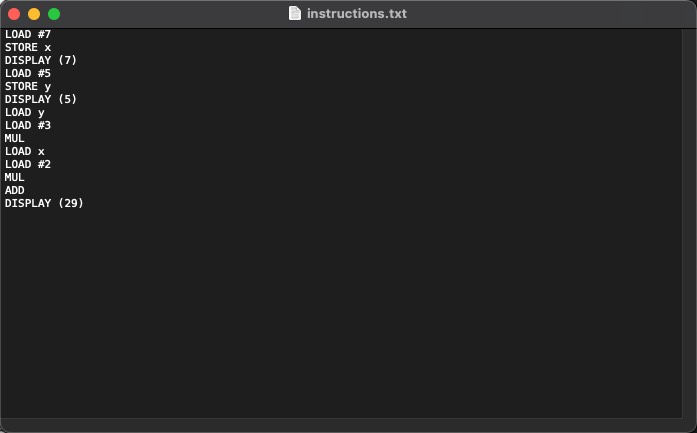 instructions.txt
LOAD #7
STORE x
DISPLAY (7)
LOAD #5
STORE y
DISPLAY (5)
LOAD y
LOAD #3
MUL
LOAD x
LOAD #2
MUL
ADD
DISPLAY (29)